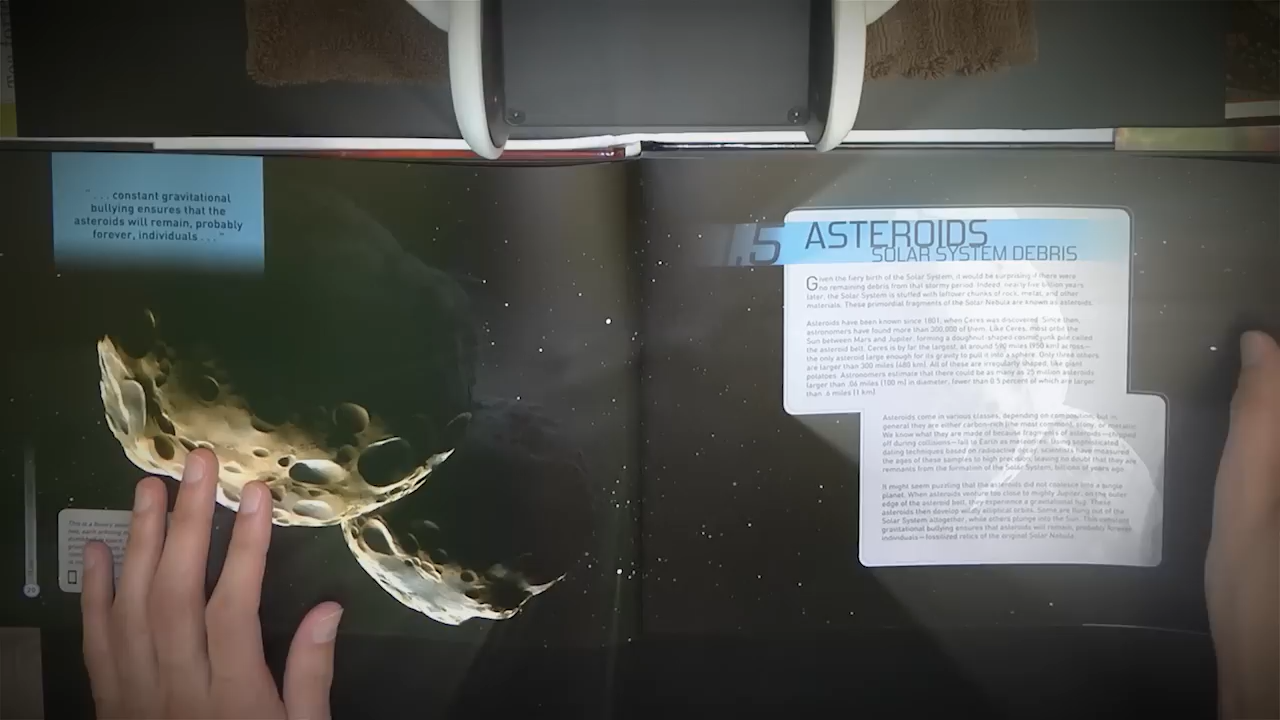 " . . . constant gravitational
bullying ensures that the
asteroids will remain, probably
forever, individuals . . . "
.5
ASTEROIDS
SOLAR SYSTEM DEBRIS
Given the fiery birth of the Solar System, it would be surprising if there were
no remaining debris from that stormy period. Indeed, nearly five billion years
later, the Solar System is stuffed with leftover chunks of rock, metal, and other
materials. These primordial fragments of the Solar Nebula are known as asteroids.
Asteroids have been known since 1801, when Ceres was discovered. Since then,
astronomers have found more than 300,000 of them. Like Ceres, most orbit the
Sun between Mars and Jupiter, forming a doughnut-shaped cosmic junk pile called
the asteroid belt. Ceres is by far the largest, at around 590 miles (950 km) across—
the only asteroid large enough for its gravity to pull it into a sphere. Only three others
are larger than 300 miles (480 km). All of these are irregularly shaped, like giant
potatoes. Astronomers estimate that there could be as many as 25 million asteroids
larger than .06 miles (100 m) in diameter, fewer than 0.5 percent of which are larger
than .6 miles (1 km).
Asteroids come in various classes, depending on composition, but in
general they are either carbon-rich (the most common), stony, or metallic.
We know what they are made of because fragments of asteroids—chipped
off during collisions—fall to Earth as meteorites. Using sophisticated
dating techniques based on radioactive decay, scientists have measured
the ages of these samples to high precision, leaving no doubt that they are
remnants from the formation of the Solar System, billions of years ago.
It might seem puzzling that the asteroids did not coalesce into a single
planet. When asteroids venture too close to mighty Jupiter, on the outer
edge of the asteroid belt, they experience a gravitational tug. These
asteroids then develop wildly elliptical orbits. Some are flung out of the
Solar System altogether, while others plunge into the Sun. This constant
gravitational bullying ensures that asteroids will remain, probably forever,
individuals—fossilized relics of the original Solar Nebula.
This is a binary
29